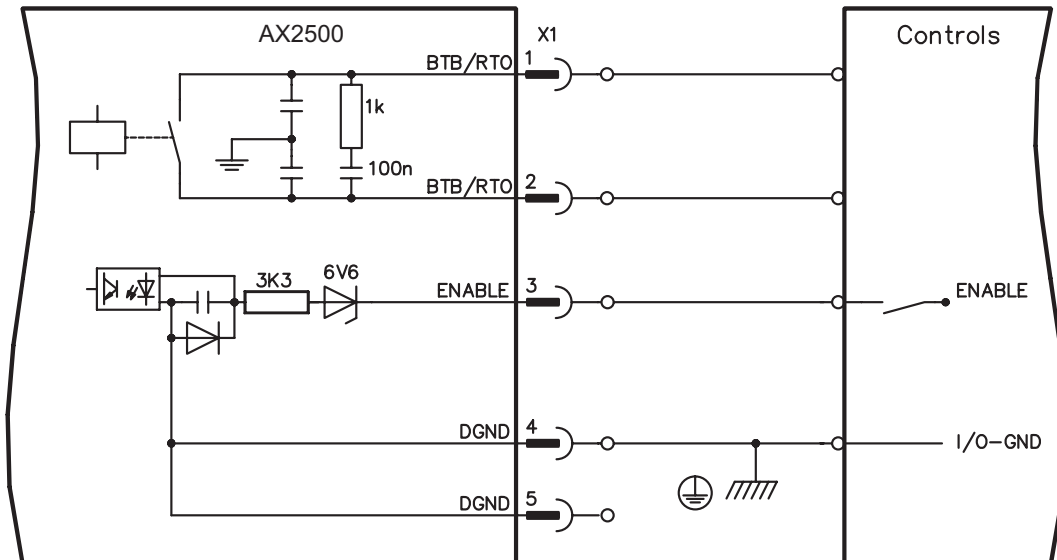 AX2500
X1
Controls
BTB/RTO
1
1k
100n
BTB/RTO
2
3K3
6V6
ENABLE
3
ENABLE
DGND
4
I/O-GND
DGND
5